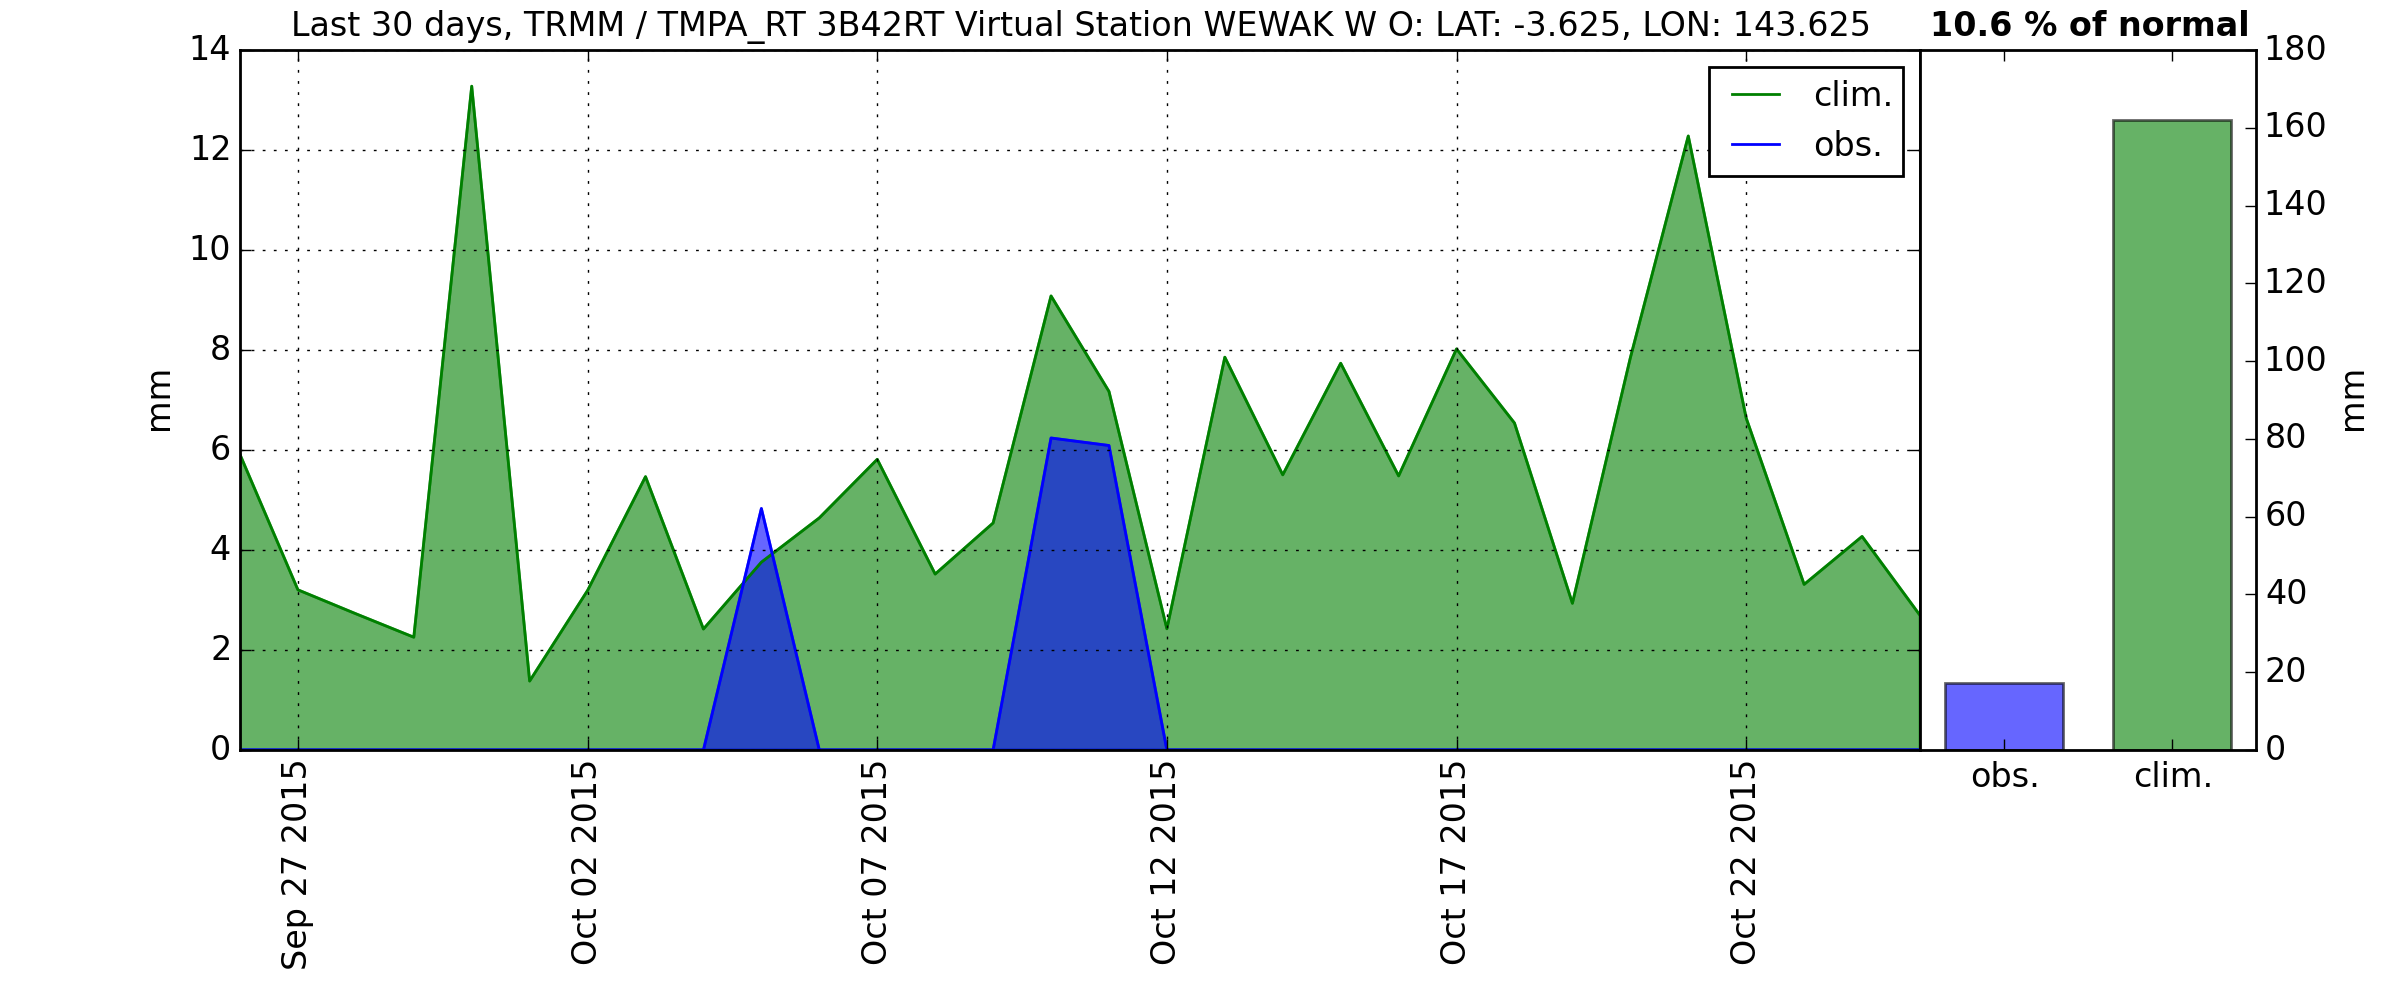 Last 30 days, TRMM / TMPA_RT 3B42RT Virtual Station WEWAK W O: LAT: -3.625, LON: 143.625
10.6 % of normal
14
12
10
8
6
4
2
0
mm
clim.
obs.
Sep 27 2015
Oct 02 2015
Oct 07 2015
Oct 12 2015
Oct 17 2015
Oct 22 2015
180
160
140
120
100
80
60
40
20
0
mm
obs.
clim.